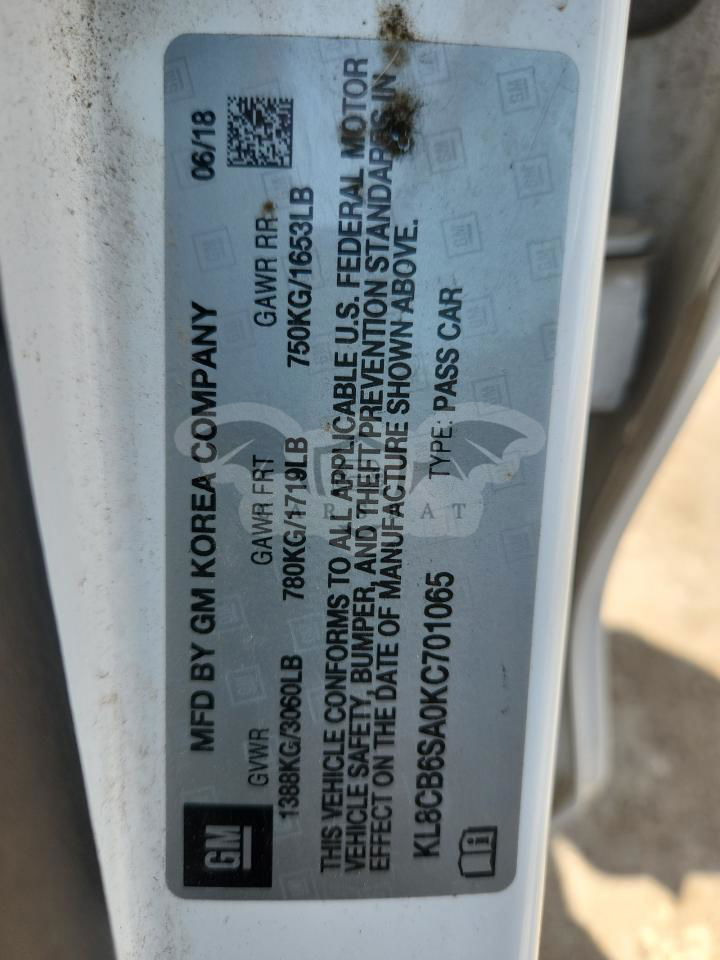 MFD BY GM KOREA COMPANY 06/18
GM
GVWR GAWR FRT GAWR RR
1388KG/3060LB 780KG/1719LB 750KG/1653LB
THIS VEHICLE CONFORMS TO ALL APPLICABLE U.S. FEDERAL MOTOR
VEHICLE SAFETY, BUMPER, AND THEFT PREVENTION STANDARDS IN
EFFECT ON THE DATE OF MANUFACTURE SHOWN ABOVE.
KL8CB6SA0KC701065 TYPE: PASS CAR